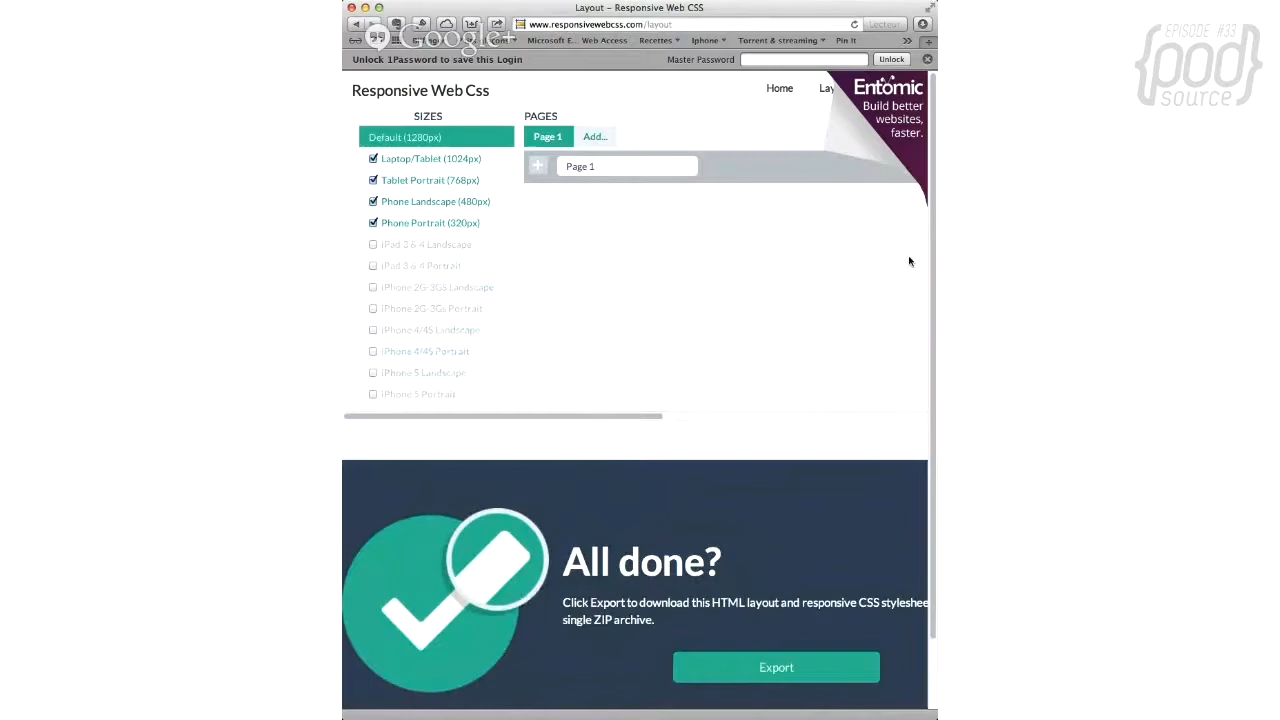 Layout – Responsive Web CSS
www.responsivewebcss.com/layout
Lecteur
Google+
Microsoft E... Web Access Recettes Iphone Torrent & streaming Pin It
Unlock 1Password to save this Login
Master Password
Unlock
EPISODE #33
{pod
source}
Responsive Web Css
Home
Lay
Entomic
Build better
websites,
faster.
SIZES
PAGES
Default (1280px)
Page 1
Add...
Laptop/Tablet (1024px)
Page 1
Tablet Portrait (768px)
Phone Landscape (480px)
Phone Portrait (320px)
iPad 3 & 4 Landscape
iPad 3 & 4 Portrait
iPhone 2G-3GS Landscape
iPhone 2G-3Gs Portrait
iPhone 4/4S Landscape
iPhone 4/4S Portrait
iPhone 5 Landscape
iPhone 5 Portrait
All done?
Click Export to download this HTML layout and responsive CSS styleshee
single ZIP archive.
Export